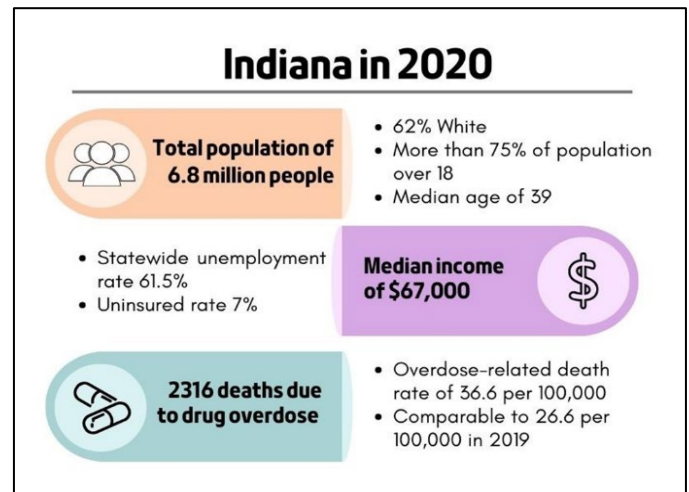 Indiana in 2020
Total population of
6.8 million people
• 62% White
• More than 75% of population
over 18
• Median age of 39
• Statewide unemployment
rate 61.5%
• Uninsured rate 7%
Median income
of $67,000
$
2316 deaths due
to drug overdose
• Overdose-related death
rate of 36.6 per 100,000
• Comparable to 26.6 per
100,000 in 2019